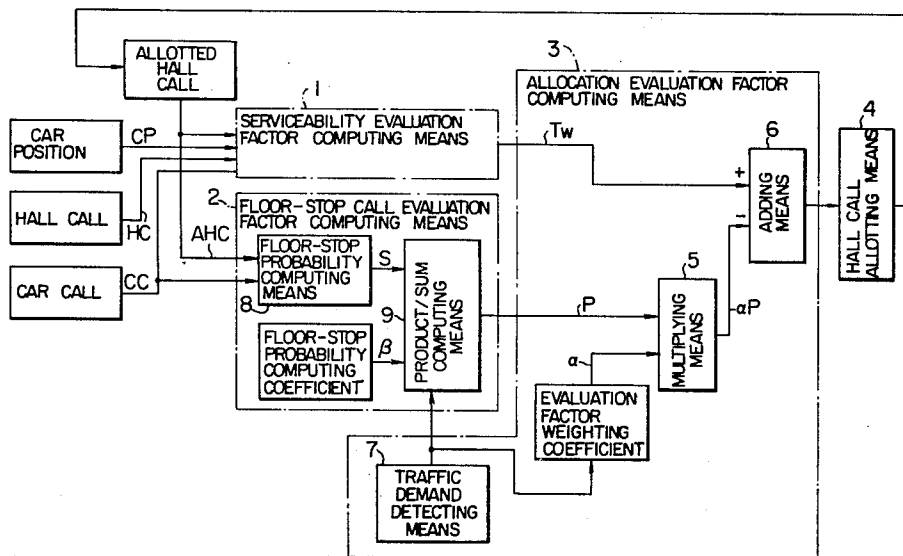 ALLOTTED
HALL
CALL
1
SERVICEABILITY EVALUATION
FACTOR COMPUTING MEANS
CAR
POSITION
CP
HALL CALL
HC
CAR CALL
CC
AHC
2
FLOOR-STOP CALL EVALUATION
FACTOR COMPUTING MEANS
FLOOR-STOP
PROBABILITY
COMPUTING
MEANS
8
S
9
PRODUCT/SUM
COMPUTING
MEANS
FLOOR-STOP
PROBABILITY
COMPUTING
COEFFICIENT
β
3
ALLOCATION EVALUATION FACTOR
COMPUTING MEANS
Tw
P
5
MULTIPLYING
MEANS
α
αP
EVALUATION
FACTOR
WEIGHTING
COEFFICIENT
6
+
-
ADDING
MEANS
4
HALL CALL
ALLOTTING MEANS
7
TRAFFIC
DEMAND
DETECTING
MEANS